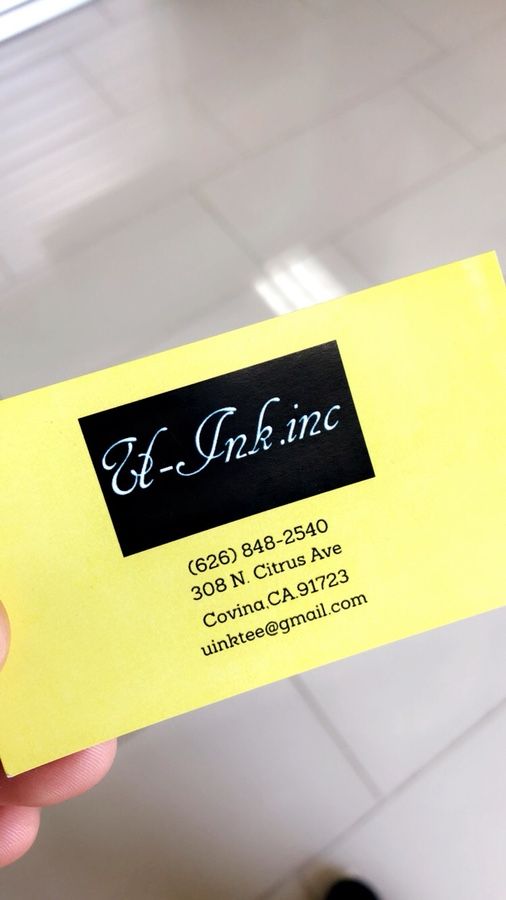 U-Ink.inc
(626) 848-2540
308 N. Citrus Ave
Covina,CA.91723
uinktee@gmail.com